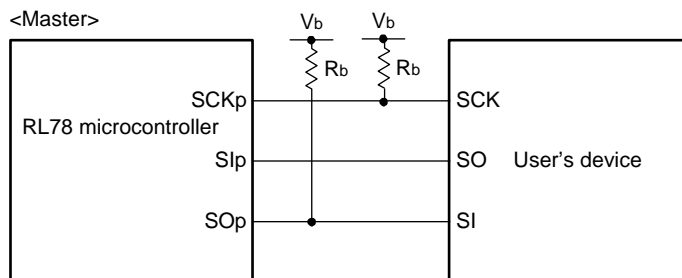 <Master>
Vb Vb
Rb Rb
SCKp SCK
RL78 microcontroller
SIp SO User's device
SOp SI